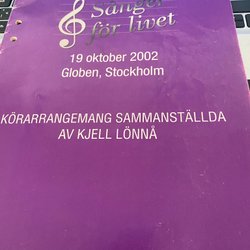 Sånger
för livet
19 oktober 2002
Globen, Stockholm
KÖRARRANGEMANG SAMMANSTÄLLDA
AV KJELL LÖNNÅ